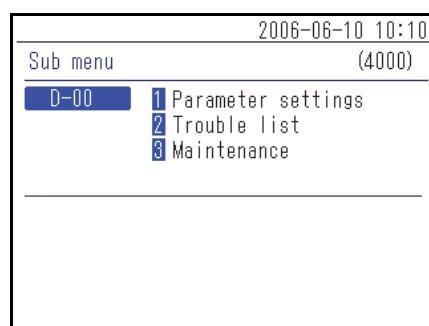 2006-06-10 10:10
Sub menu (4000)
D-00 1 Parameter settings
2 Trouble list
3 Maintenance